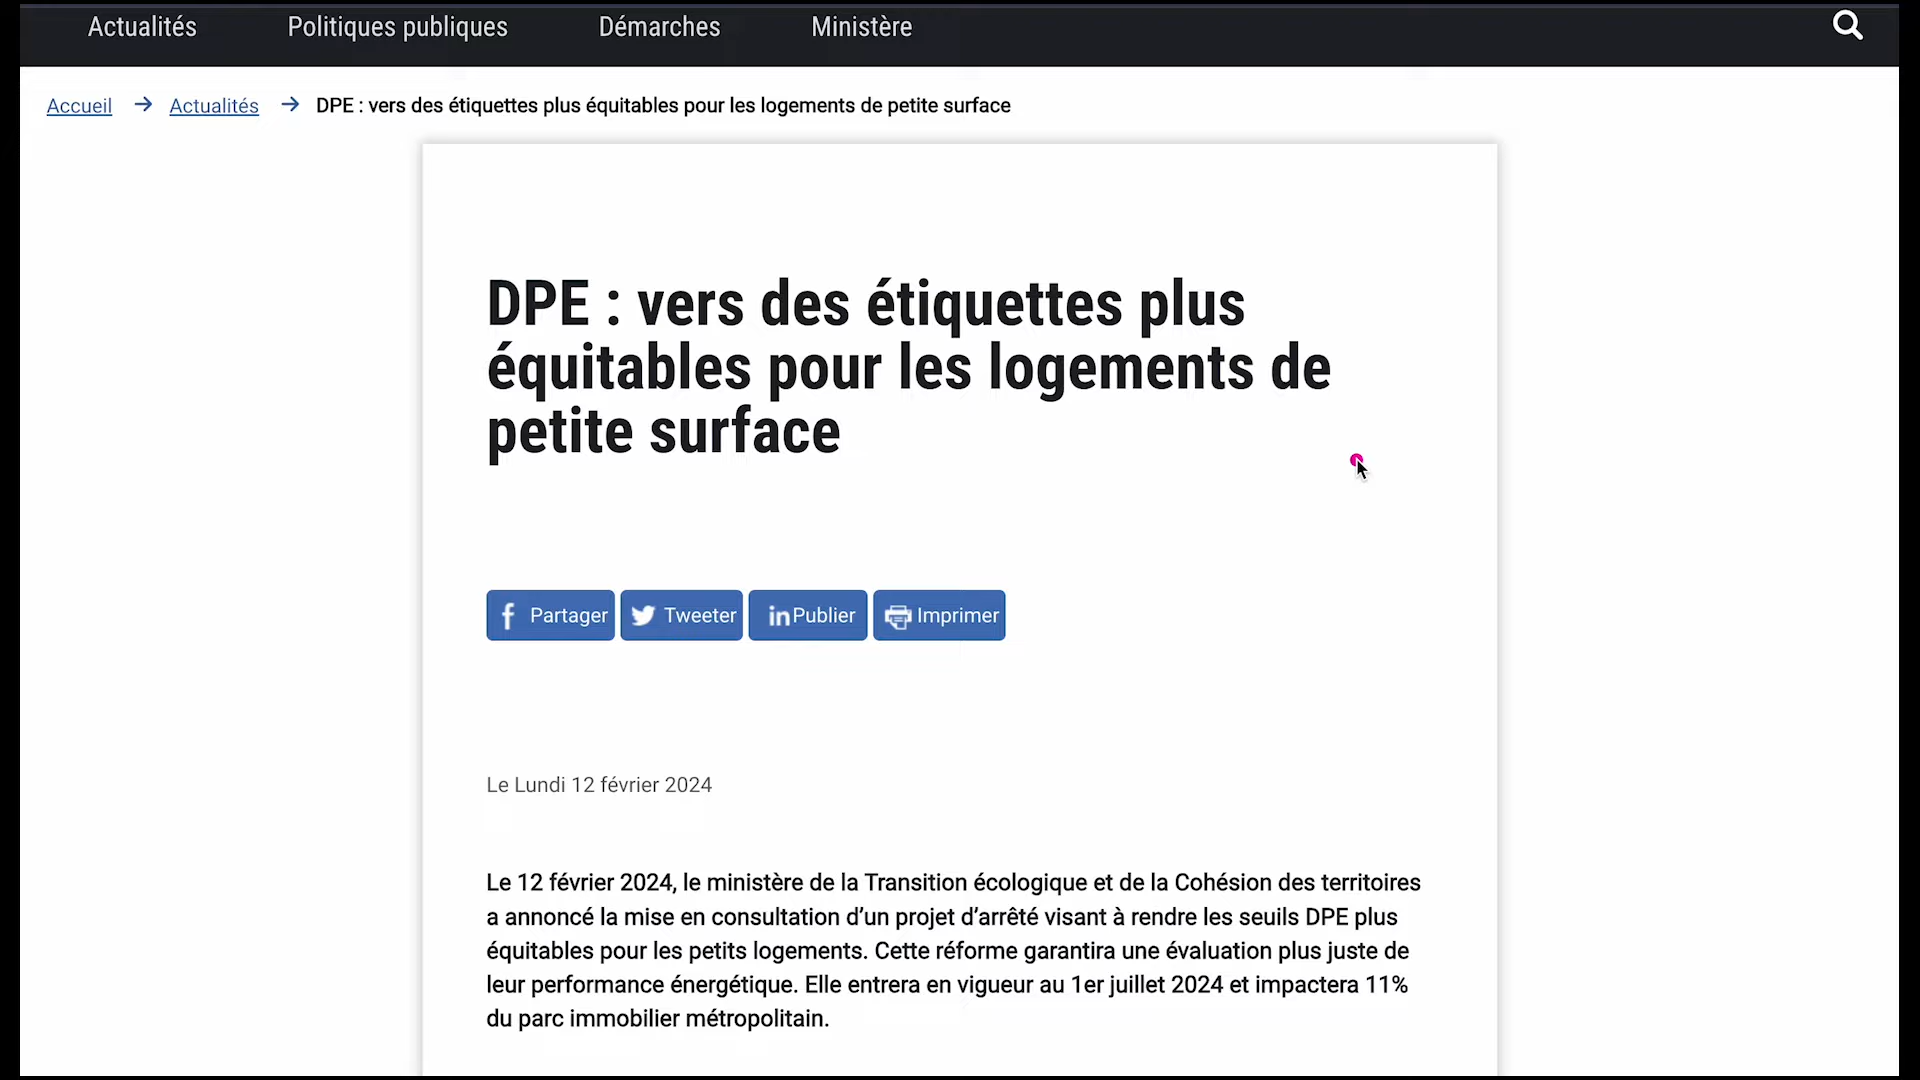 Actualités Politiques publiques Démarches Ministère
Accueil → Actualités → DPE : vers des étiquettes plus équitables pour les logements de petite surface
DPE : vers des étiquettes plus
équitables pour les logements de
petite surface
Partager Tweeter Publier Imprimer
Le Lundi 12 février 2024
Le 12 février 2024, le ministère de la Transition écologique et de la Cohésion des territoires
a annoncé la mise en consultation d’un projet d’arrêté visant à rendre les seuils DPE plus
équitables pour les petits logements. Cette réforme garantira une évaluation plus juste de
leur performance énergétique. Elle entrera en vigueur au 1er juillet 2024 et impactera 11%
du parc immobilier métropolitain.